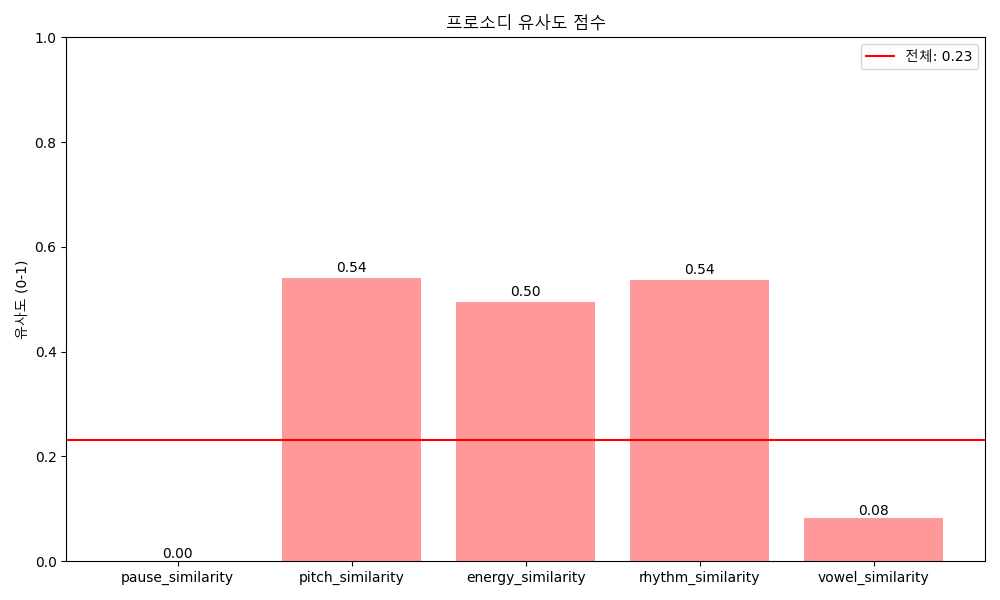 프로소디 유사도 점수
전체: 0.23
유사도 (0-1)
1.0
0.8
0.6
0.4
0.2
0.0
0.00
0.54
0.50
0.54
0.08
pause_similarity
pitch_similarity
energy_similarity
rhythm_similarity
vowel_similarity